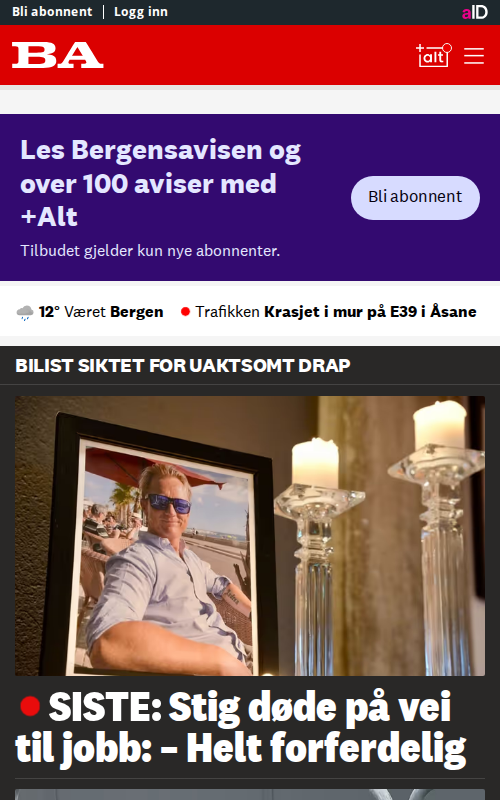 Bli abonnent | Logg inn
aID
BA
+alt
Les Bergensavisen og
over 100 aviser med
+Alt
Bli abonnent
Tilbudet gjelder kun nye abonnenter.
12° Været Bergen
Trafikken Krasjet i mur på E39 i Åsane
BILIST SIKTET FOR UAKTSOMT DRAP
SISTE: Stig døde på vei
til jobb: – Helt forferdelig